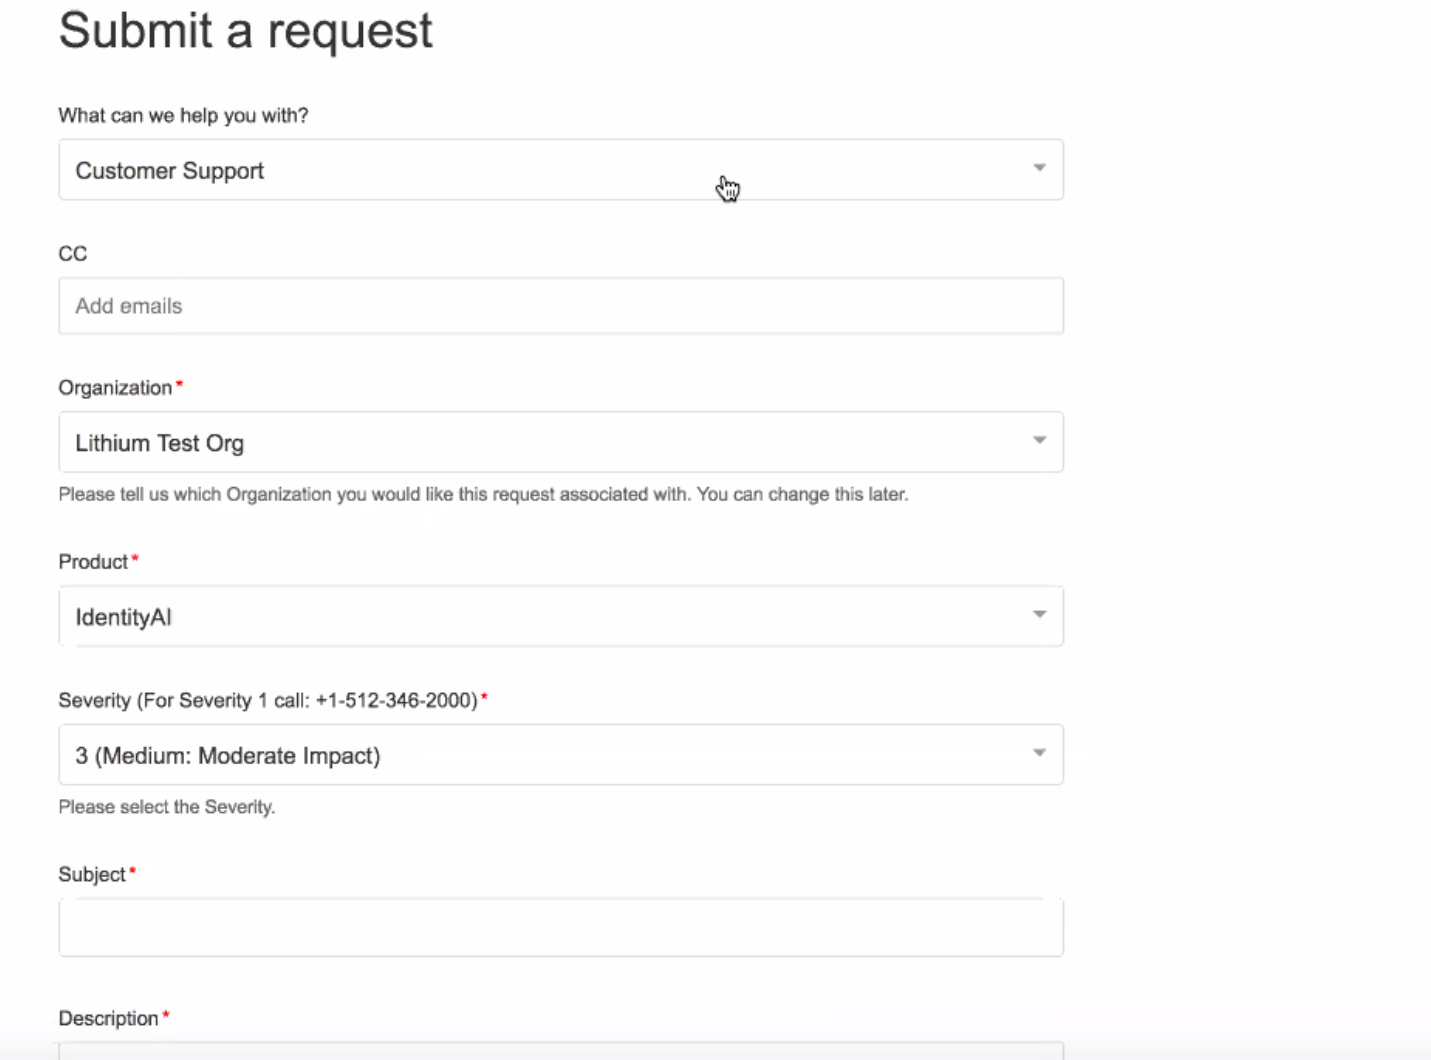 Submit a request
What can we help you with?
Customer Support
CC
Add emails
Organization*
Lithium Test Org
Please tell us which Organization you would like this request associated with. You can change this later.
Product*
IdentityAI
Severity (For Severity 1 call: +1-512-346-2000)*
3 (Medium: Moderate Impact)
Please select the Severity.
Subject*
Description*